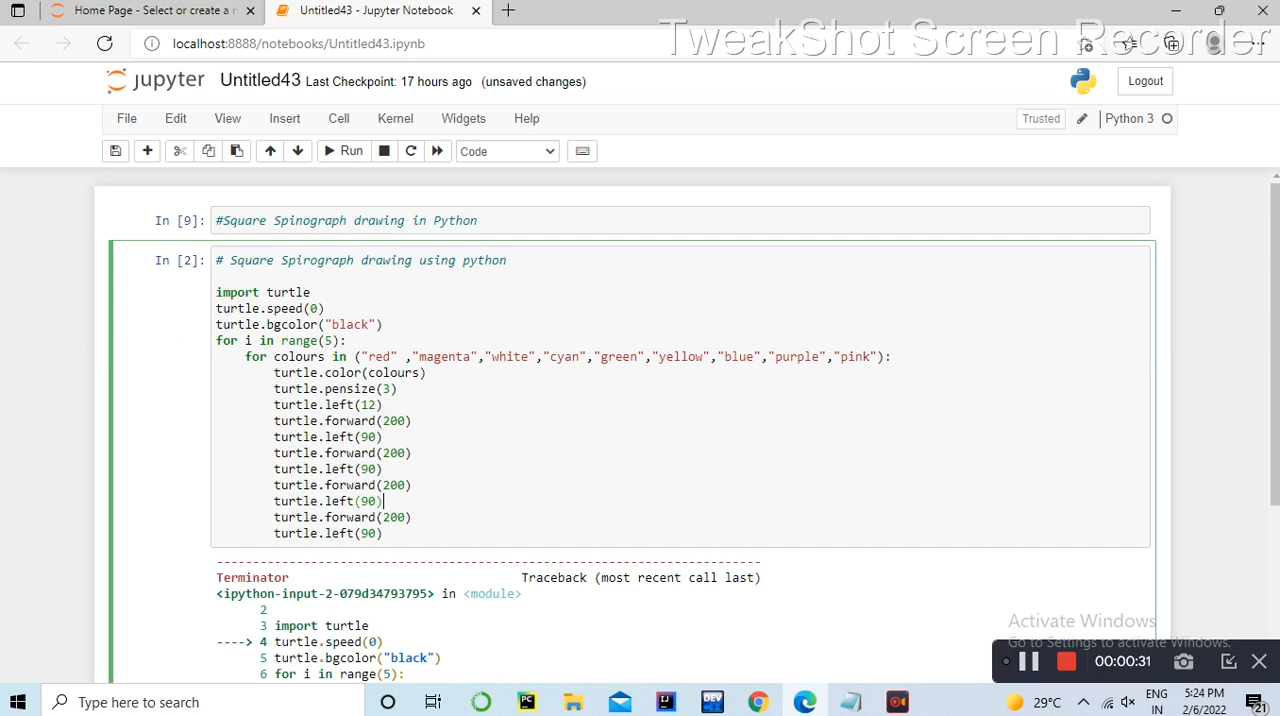 Home Page - Select or create a n
Untitled43 - Jupyter Notebook
TweakShot Screen Recorder
localhost:8888/notebooks/Untitled43.ipynb
jupyter Untitled43 Last Checkpoint: 17 hours ago (unsaved changes)
Logout
File Edit View Insert Cell Kernel Widgets Help
Trusted
Python 3
Run
Code
In [9]: #Square Spinograph drawing in Python
In [2]: # Square Spirograph drawing using python
import turtle
turtle.speed(0)
turtle.bgcolor("black")
for i in range(5):
    for colours in ("red" ,"magenta","white","cyan","green","yellow","blue","purple","pink"):
        turtle.color(colours)
        turtle.pensize(3)
        turtle.left(12)
        turtle.forward(200)
        turtle.left(90)
        turtle.forward(200)
        turtle.left(90)
        turtle.forward(200)
        turtle.left(90)
        turtle.forward(200)
        turtle.left(90)
---------------------------------------------------------------------------
Terminator Traceback (most recent call last)
<ipython-input-2-079d34793795> in <module>
2
3 import turtle
----> 4 turtle.speed(0)
5 turtle.bgcolor("black")
6 for i in range(5):
Activate Windows
Go to Settings to activate Windows.
00:00:31
Type here to search
PC
IJ
DEV
29°C
ENG
IN
5:24 PM
2/6/2022
21